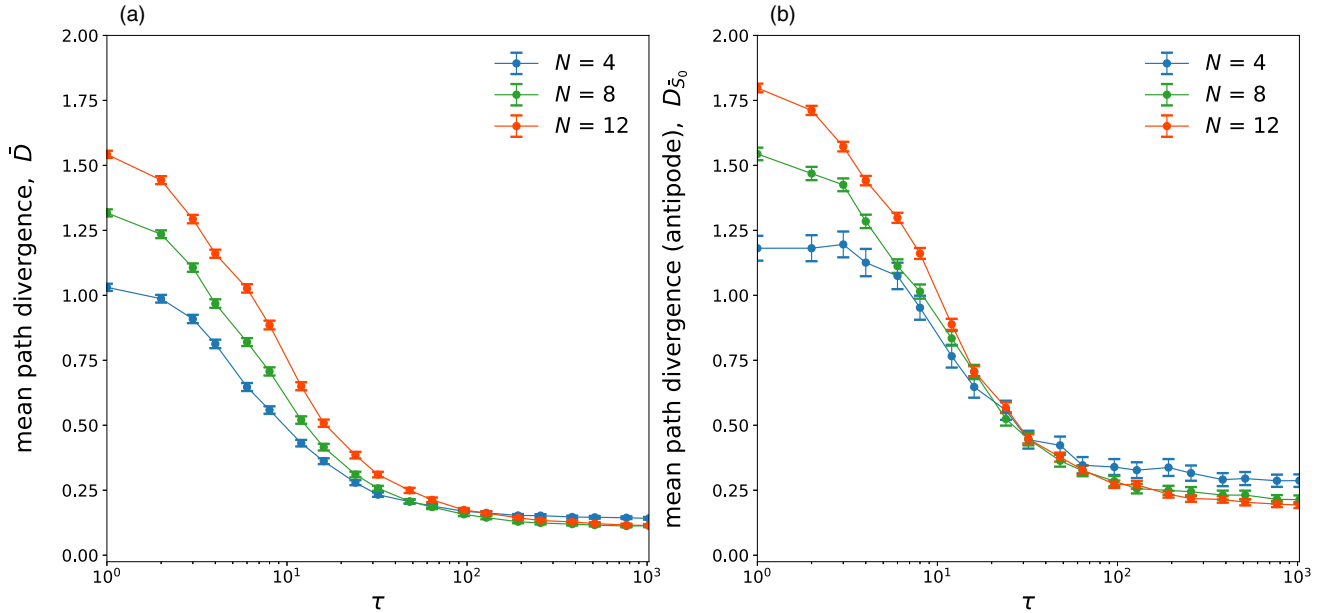 (a)
mean path divergence, D̄
2.00
1.75
1.50
1.25
1.00
0.75
0.50
0.25
0.00
N = 4
N = 8
N = 12
10⁰
10¹
10²
10³
τ
(b)
mean path divergence (antipode), D_{S̄₀}
2.00
1.75
1.50
1.25
1.00
0.75
0.50
0.25
0.00
N = 4
N = 8
N = 12
10⁰
10¹
10²
10³
τ